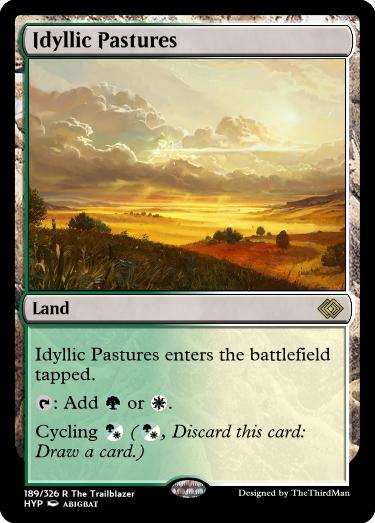 Idyllic Pastures
Land
Idyllic Pastures enters the battlefield
tapped.
: Add or .
Cycling ( , Discard this card:
Draw a card.)
189/326 R The Trailblazer
HYP ABIGBAT
Designed by TheThirdMan